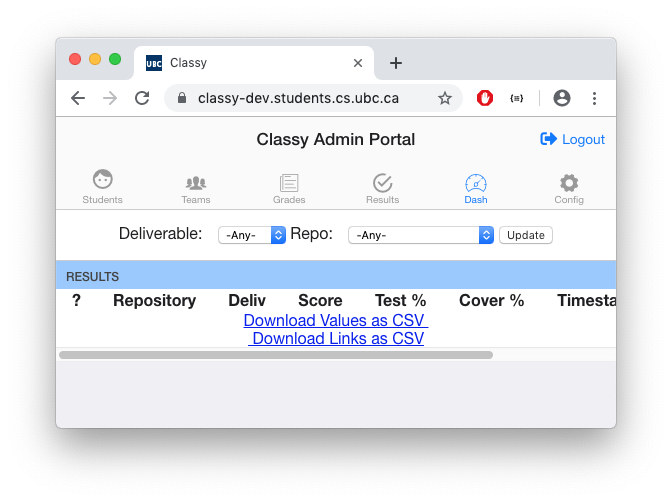 UBC Classy
classy-dev.students.cs.ubc.ca
Classy Admin Portal Logout
Students Teams Grades Results Dash Config
Deliverable: -Any- Repo: -Any- Update
RESULTS
? Repository Deliv Score Test % Cover % Timesta
Download Values as CSV
Download Links as CSV